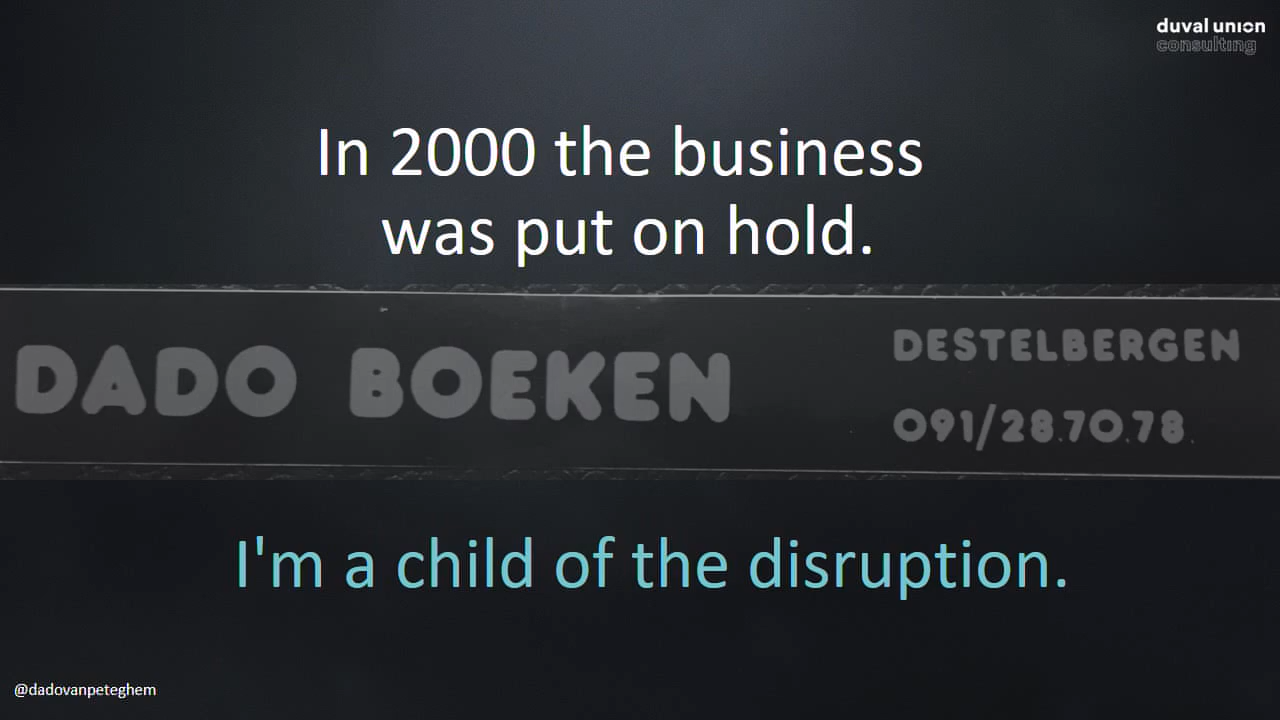 duval union
consulting
In 2000 the business
was put on hold.
DADO BOEKEN
DESTELBERGEN
091/28.70.78.
I'm a child of the disruption.
@dadovanpeteghem